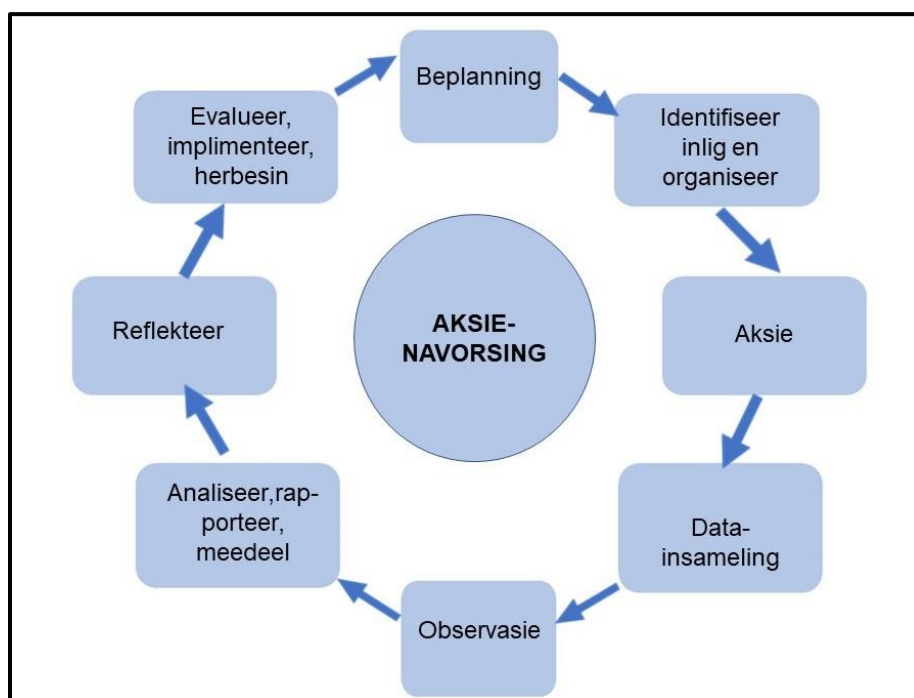 Beplanning
Identifiseer
inlig en
organiseer
Aksie
Data-
insameling
Observasie
Analiseer,rap-
porteer,
meedeel
Reflekteer
Evalueer,
implimenteer,
herbesin
AKSIE-
NAVORSING